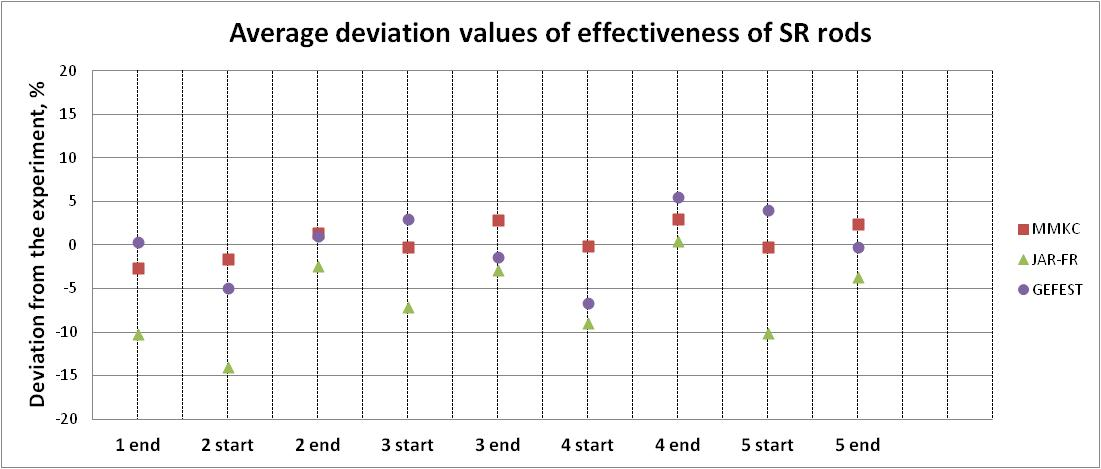 Average deviation values of effectiveness of SR rods
Deviation from the experiment, %
20
15
10
5
0
-5
-10
-15
-20
1 end 2 start 2 end 3 start 3 end 4 start 4 end 5 start 5 end
MMKC
JAR-FR
GEFEST